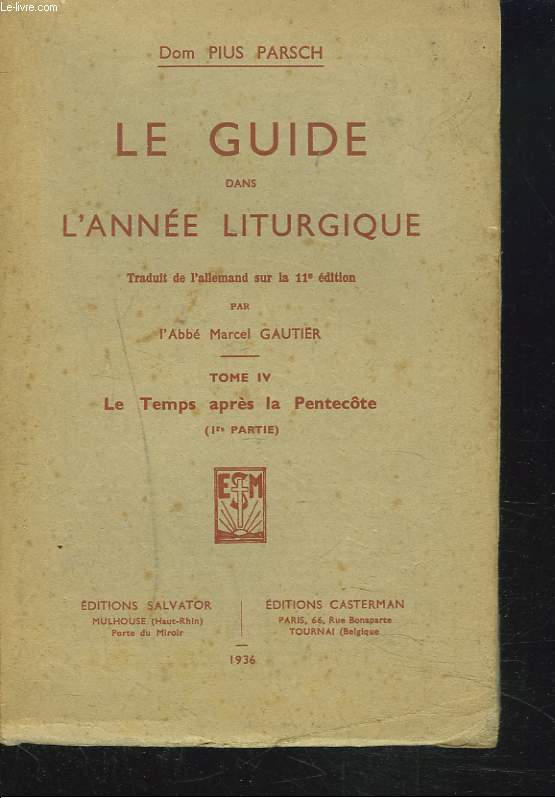 Le-livre.com
Dom PIUS PARSCH
LE GUIDE
DANS
L'ANNÉE LITURGIQUE
Traduit de l'allemand sur la 11e édition
PAR
l'Abbé Marcel GAUTIER
TOME IV
Le Temps après la Pentecôte
(1re PARTIE)
ESM
ÉDITIONS SALVATOR
MULHOUSE (Haut-Rhin)
Porte du Miroir
ÉDITIONS CASTERMAN
PARIS, 66, Rue Bonaparte
TOURNAI (Belgique
1936